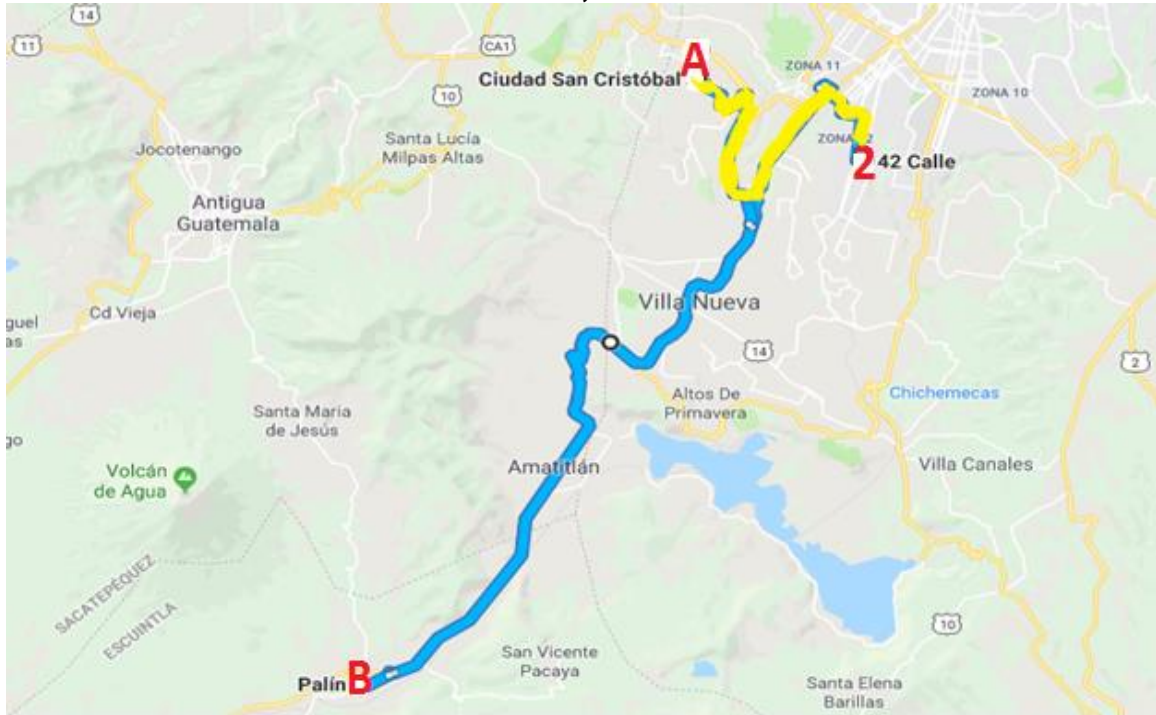 14
11
CA1
A
ZONA 11
Ciudad San Cristóbal
10
ZONA 10
Santa Lucía
Milpas Altas
Jocotenango
2
42 Calle
Antigua
Guatemala
Cd Vieja
Villa Nueva
14
2
Altos De
Primavera
Chichemecas
Santa Maria
de Jesús
Volcán
de Agua
Amatitlán
Villa Canales
SACATEPÉQUEZ
ESCUINTLA
10
San Vicente
Pacaya
Palín B
Santa Elena
Barillas